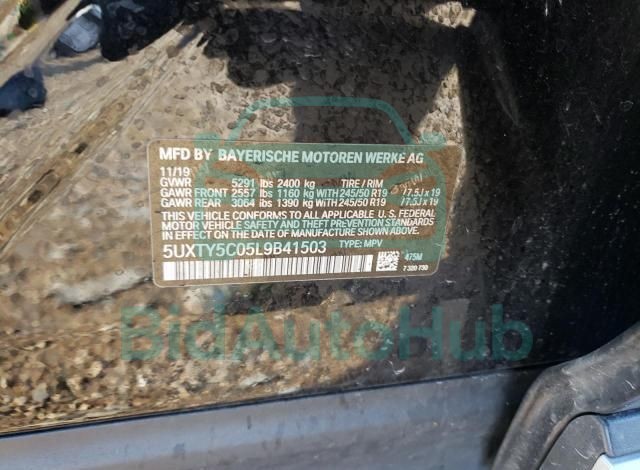 MFD BY BAYERISCHE MOTOREN WERKE AG
11/19
GVWR 5291 lbs 2400 kg TIRE / RIM
GAWR FRONT 2557 lbs 1160 kg WITH 245/50 R19 / 7.5J x 19
GAWR REAR 3064 lbs 1390 kg WITH 245/50 R19 / 7.5J x 19
THIS VEHICLE CONFORMS TO ALL APPLICABLE U.S. FEDERAL
MOTOR VEHICLE SAFETY STANDARDS IN EFFECT
ON THE DATE OF MANUFACTURE SHOWN ABOVE.
5UXTY5C05L9B41503 TYPE: MPV
475M
7 320 730
BidAutoHub